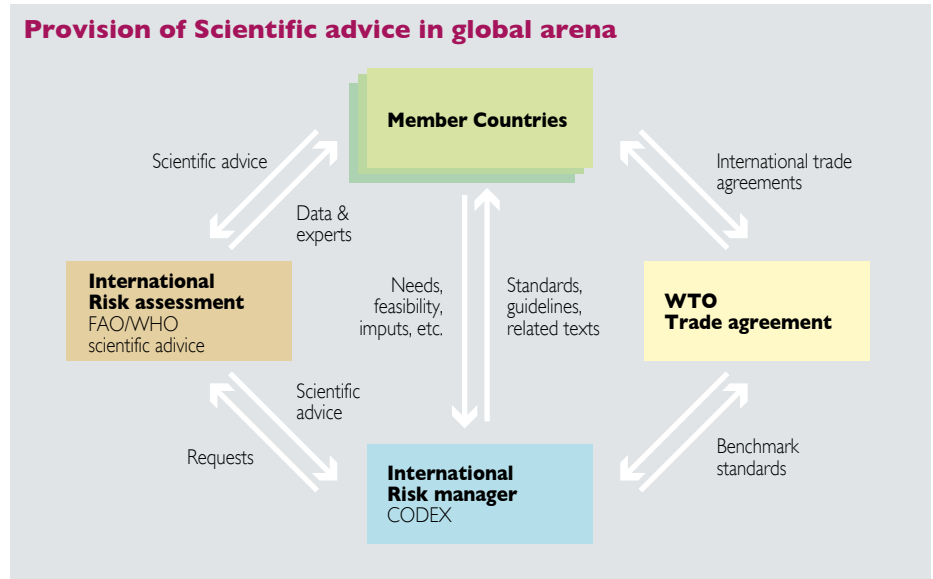 Provision of Scientific advice in global arena
Member Countries
Scientific advice
International trade
agreements
Data &
experts
International
Risk assessment
FAO/WHO
scientific advice
Needs,
feasibility,
imputs, etc.
Standards,
guidelines,
related texts
WTO
Trade agreement
Scientific
advice
Requests
Benchmark
standards
International
Risk manager
CODEX